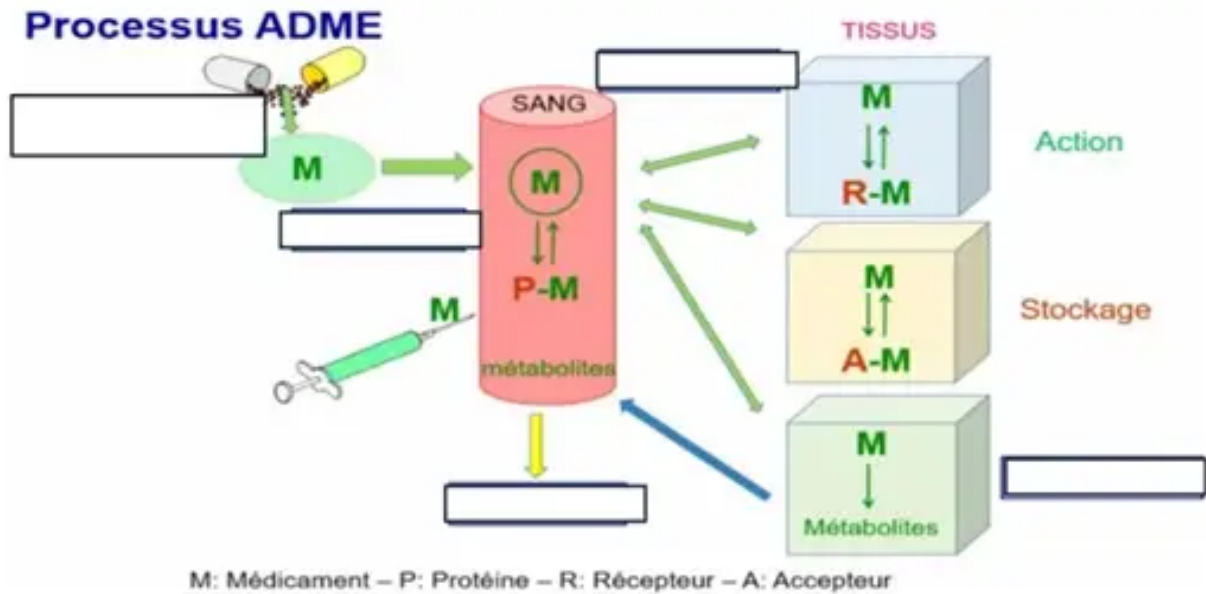 Processus ADME
TISSUS
SANG
M
Action
M
M
R-M
P-M
M
M
Stockage
A-M
métabolites
M
Métabolites
M: Médicament – P: Protéine – R: Récepteur – A: Accepteur